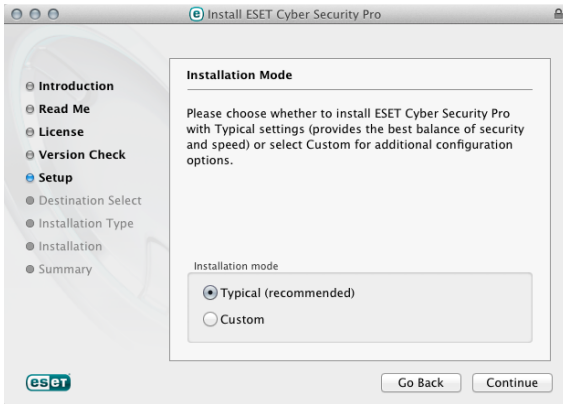 Install ESET Cyber Security Pro
Introduction
Read Me
License
Version Check
Setup
Destination Select
Installation Type
Installation
Summary
Installation Mode
Please choose whether to install ESET Cyber Security Pro
with Typical settings (provides the best balance of security
and speed) or select Custom for additional configuration
options.
Installation mode
Typical (recommended)
Custom
eseT
Go Back
Continue